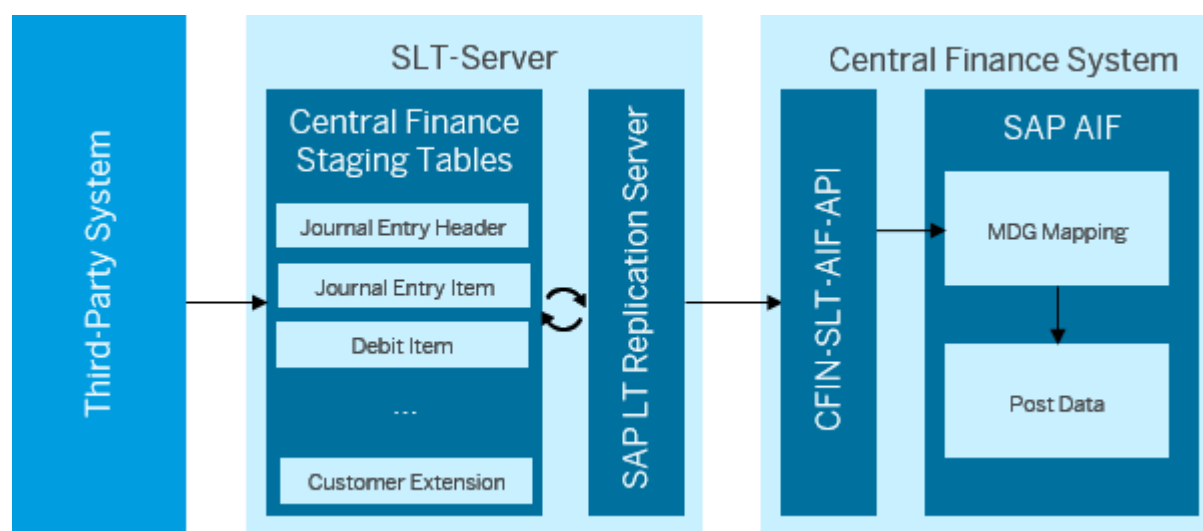 Third-Party System
SLT-Server
Central Finance
Staging Tables
Journal Entry Header
Journal Entry Item
Debit Item
...
Customer Extension
SAP LT Replication Server
Central Finance System
CFIN-SLT-AIF-API
SAP AIF
MDG Mapping
Post Data